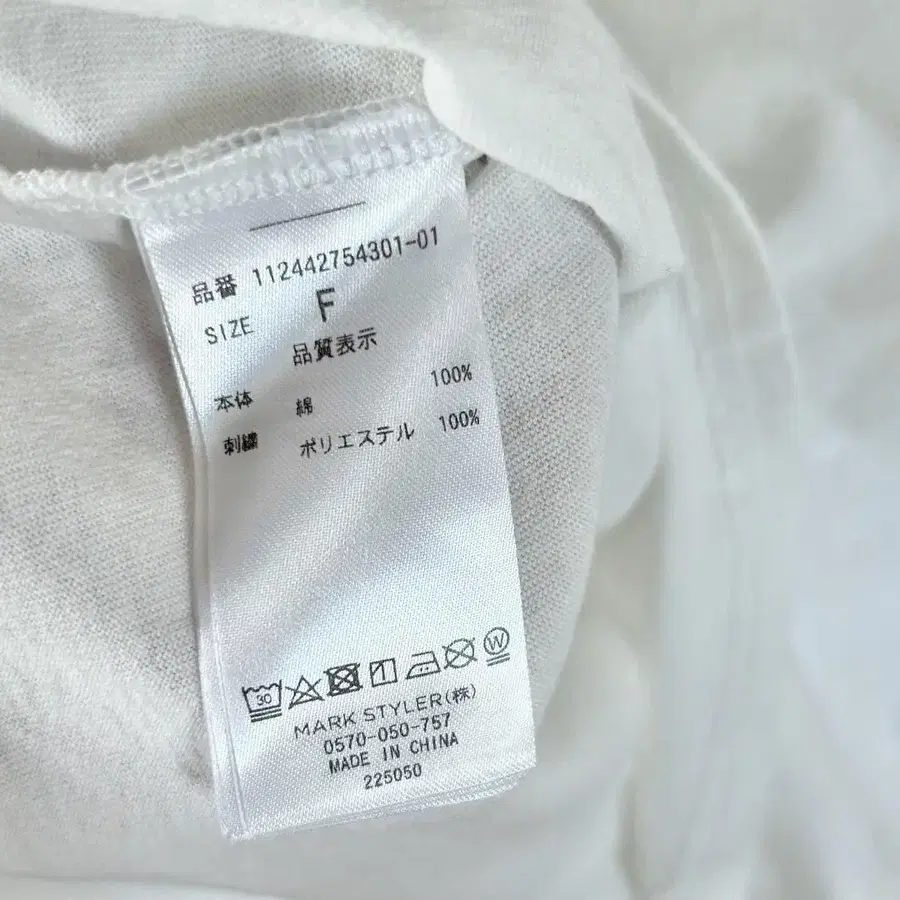 品番 112442754301-01
SIZE F
品質表示
本体 綿 100%
刺繍 ポリエステル 100%
30 W
MARK STYLER(株)
0570-050-757
MADE IN CHINA
225050